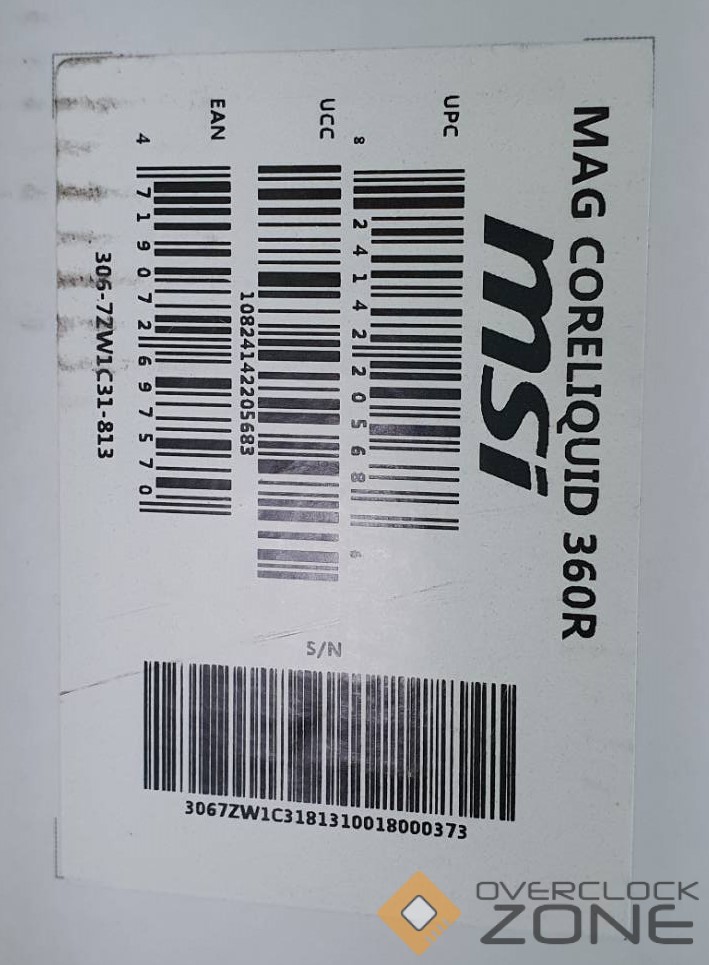 MAG CORELIQUID 360R
msi
UPC
8 24142 20568 6
UCC
10824142205683
EAN
4 719072 697570
306-7ZW1C31-813
S/N
3067ZW1C3181310018000373
OVERCLOCK
ZONE